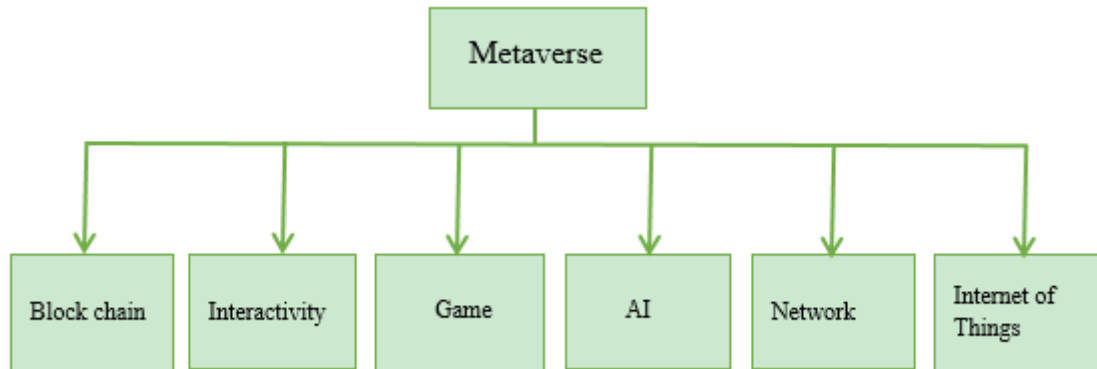 Metaverse
Block chain
Interactivity
Game
AI
Network
Internet of
Things